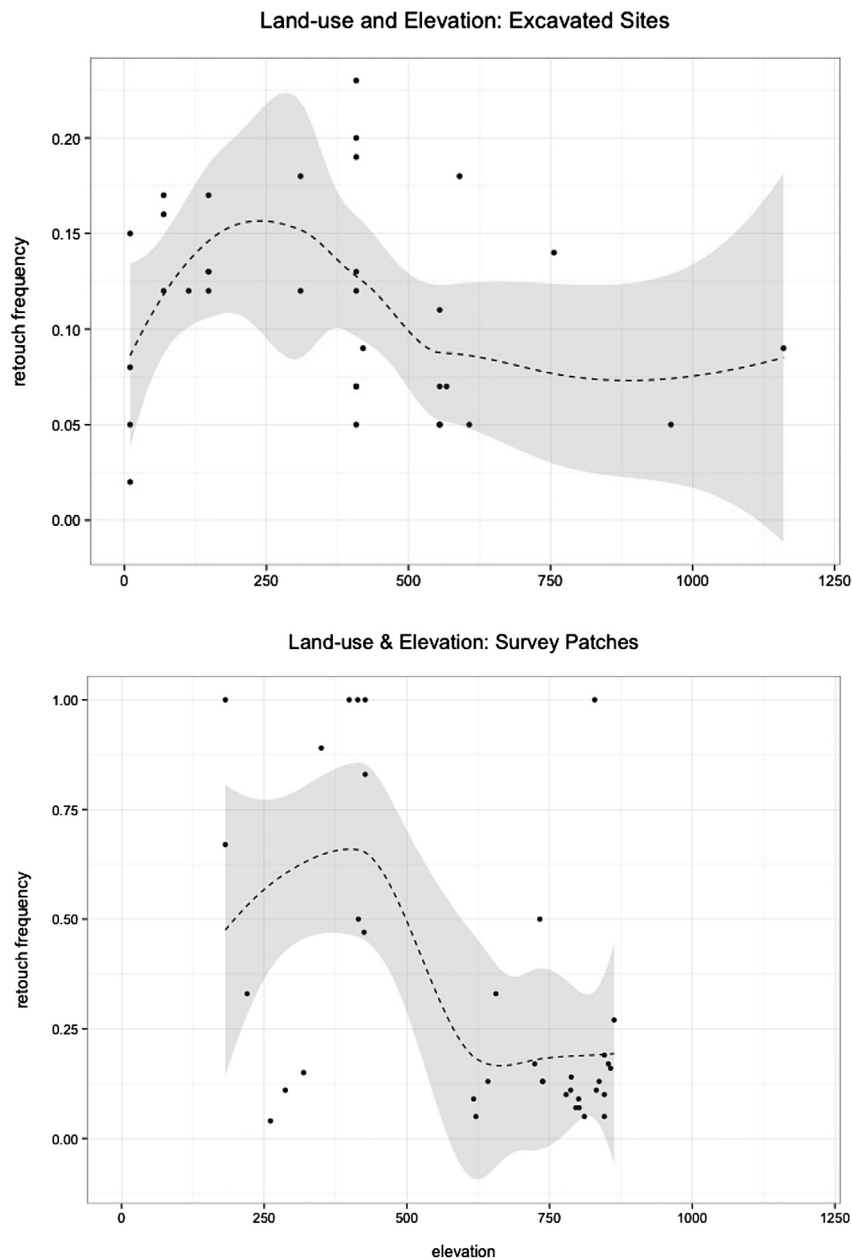 Land-use and Elevation: Excavated Sites
retouch frequency
0.20
0.15
0.10
0.05
0.00
0 250 500 750 1000 1250
Land-use & Elevation: Survey Patches
retouch frequency
1.00
0.75
0.50
0.25
0.00
0 250 500 750 1000 1250
elevation